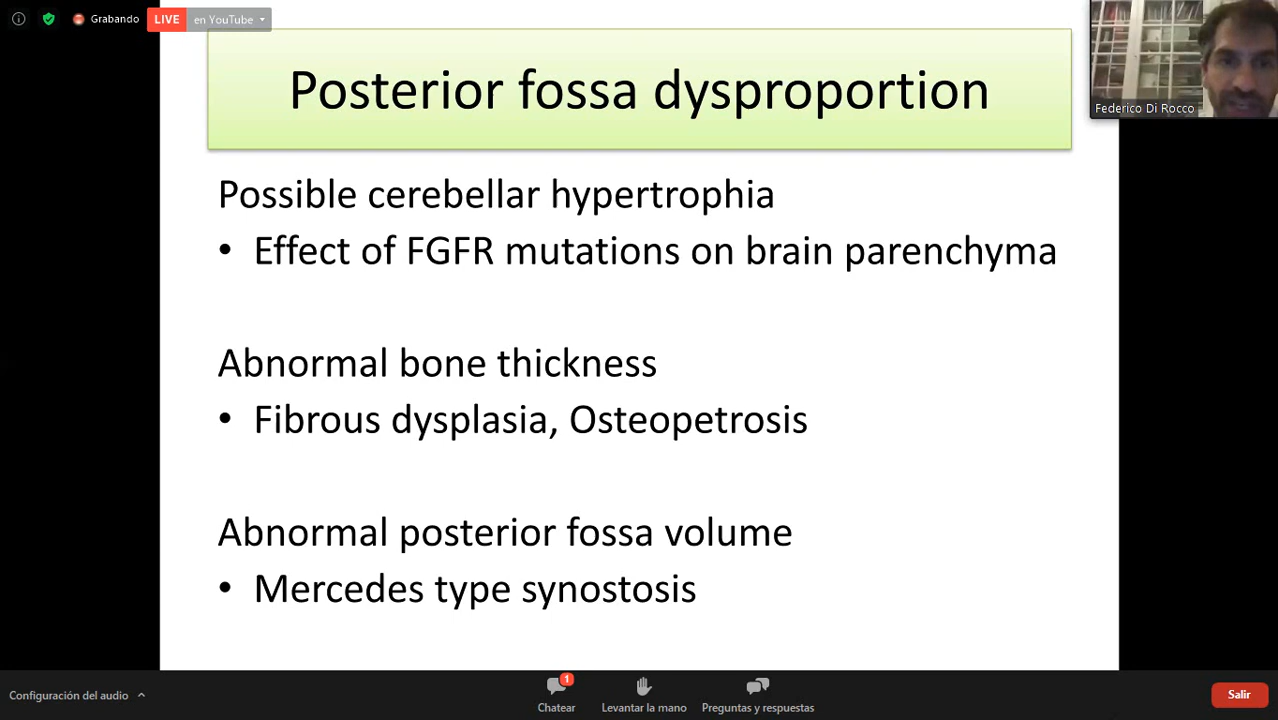 Grabando
LIVE
en YouTube
Posterior fossa dysproportion
Federico Di Rocco
Possible cerebellar hypertrophia
• Effect of FGFR mutations on brain parenchyma
Abnormal bone thickness
• Fibrous dysplasia, Osteopetrosis
Abnormal posterior fossa volume
• Mercedes type synostosis
Configuración del audio
1
Chatear
Levantar la mano
Preguntas y respuestas
Salir